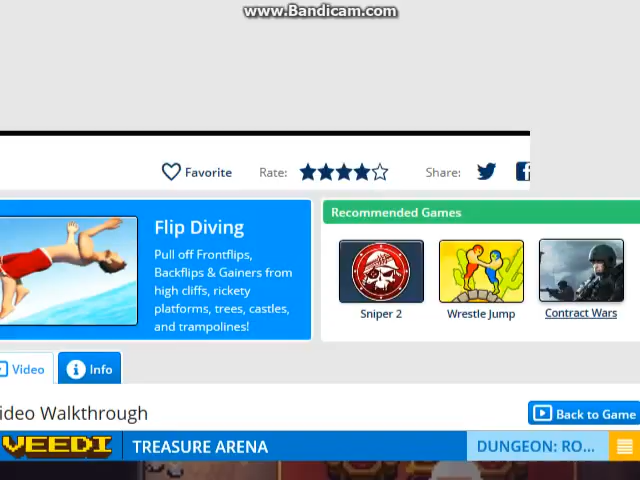 www.Bandicam.com
Favorite
Rate:
Share:
Flip Diving
Pull off Frontflips,
Backflips & Gainers from
high cliffs, rickety
platforms, trees, castles,
and trampolines!
Recommended Games
Sniper 2
Wrestle Jump
Contract Wars
Video
Info
ideo Walkthrough
Back to Game
VEEDI
TREASURE ARENA
DUNGEON: RO...